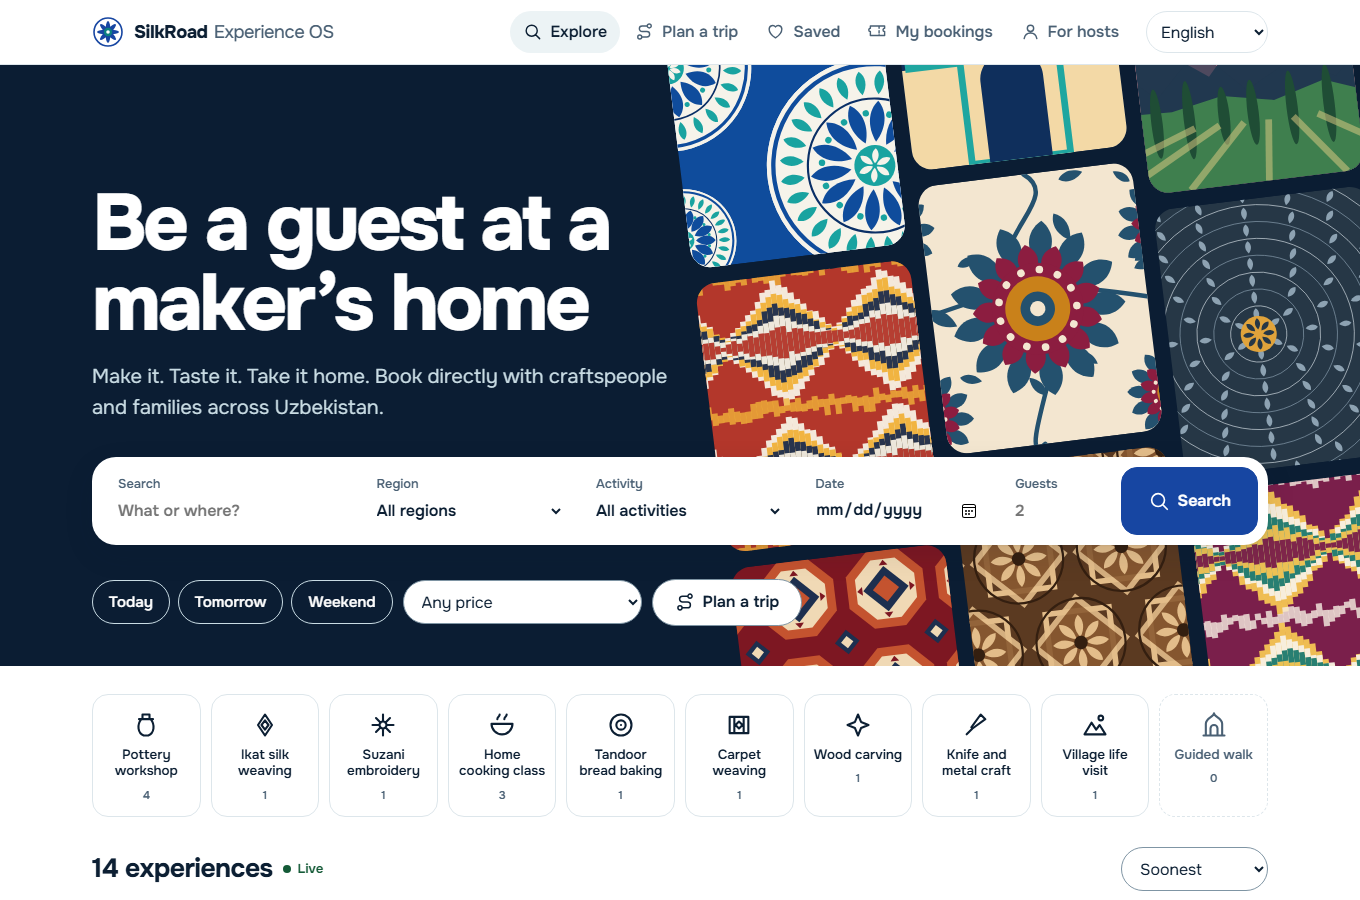 SilkRoad Experience OS
Explore
Plan a trip
Saved
My bookings
For hosts
English
Be a guest at a
maker’s home
Make it. Taste it. Take it home. Book directly with craftspeople
and families across Uzbekistan.
Search
What or where?
Region
All regions
Activity
All activities
Date
mm/dd/yyyy
Guests
2
Search
Today
Tomorrow
Weekend
Any price
Plan a trip
Pottery
workshop
4
Ikat silk
weaving
1
Suzani
embroidery
1
Home
cooking class
3
Tandoor
bread baking
1
Carpet
weaving
1
Wood carving
1
Knife and
metal craft
1
Village life
visit
1
Guided walk
0
14 experiences
Live
Soonest